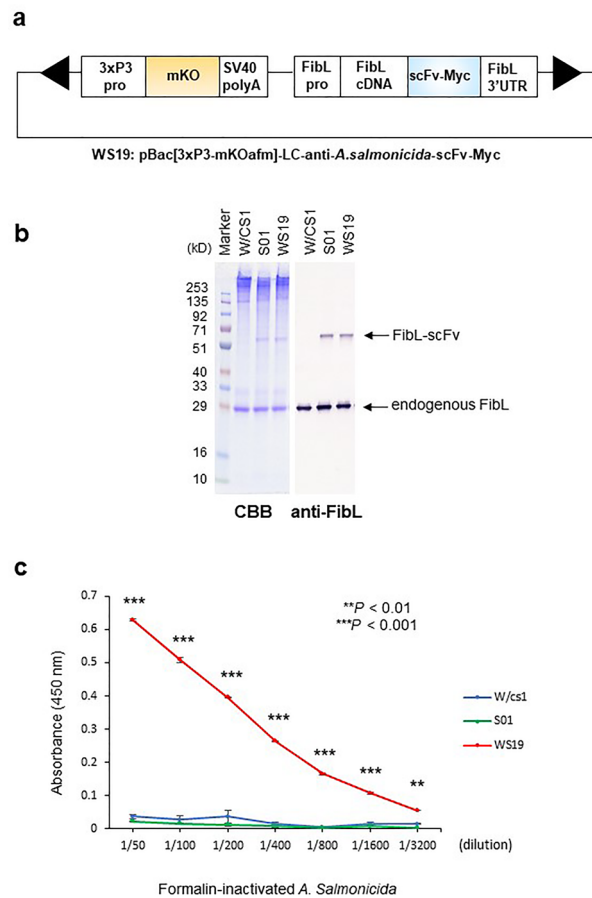 a
3xP3 pro
mKO
SV40 polyA
FibL pro
FibL cDNA
scFv-Myc
FibL 3'UTR
WS19: pBac[3xP3-mKOafm]-LC-anti-A.salmonicida-scFv-Myc
b
(kD)
Marker
W/CS1
S01
WS19
W/CS1
S01
WS19
253
135
92
71
51
40
33
29
16
10
FibL-scFv
endogenous FibL
CBB
anti-FibL
c
Absorbance (450 nm)
0.7
0.6
0.5
0.4
0.3
0.2
0.1
0
***
***
***
***
***
***
**
**P < 0.01
***P < 0.001
W/cs1
S01
WS19
1/50
1/100
1/200
1/400
1/800
1/1600
1/3200
(dilution)
Formalin-inactivated A. Salmonicida